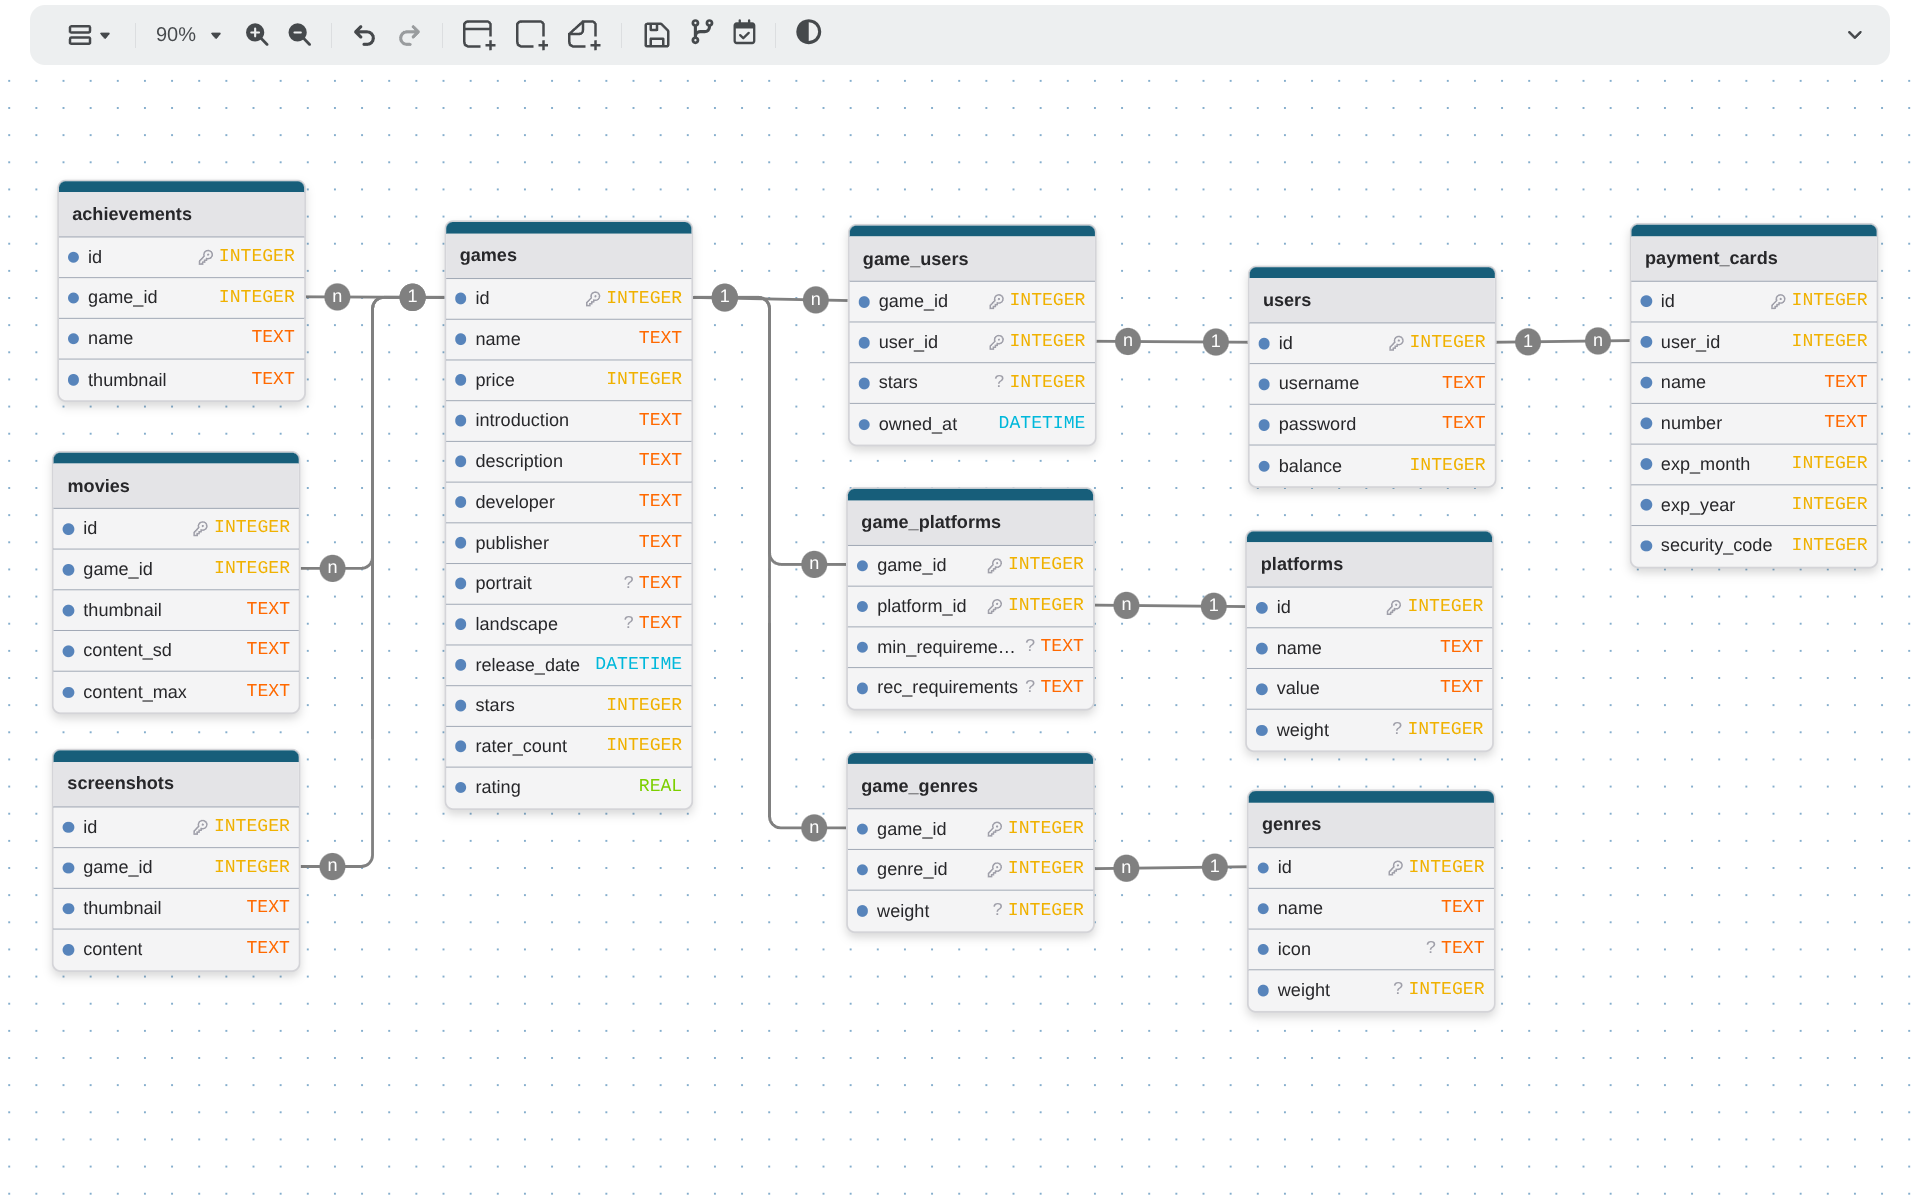 90%
achievements
id INTEGER
game_id INTEGER
name TEXT
thumbnail TEXT
movies
id INTEGER
game_id INTEGER
thumbnail TEXT
content_sd TEXT
content_max TEXT
screenshots
id INTEGER
game_id INTEGER
thumbnail TEXT
content TEXT
n
1
n
n
games
id INTEGER
name TEXT
price INTEGER
introduction TEXT
description TEXT
developer TEXT
publisher TEXT
portrait ? TEXT
landscape ? TEXT
release_date DATETIME
stars INTEGER
rater_count INTEGER
rating REAL
1
n
n
n
game_users
game_id INTEGER
user_id INTEGER
stars ? INTEGER
owned_at DATETIME
game_platforms
game_id INTEGER
platform_id INTEGER
min_requireme... ? TEXT
rec_requirements ? TEXT
game_genres
game_id INTEGER
genre_id INTEGER
weight ? INTEGER
n 1
n 1
n 1
users
id INTEGER
username TEXT
password TEXT
balance INTEGER
platforms
id INTEGER
name TEXT
value TEXT
weight ? INTEGER
genres
id INTEGER
name TEXT
icon ? TEXT
weight ? INTEGER
1 n
payment_cards
id INTEGER
user_id INTEGER
name TEXT
number TEXT
exp_month INTEGER
exp_year INTEGER
security_code INTEGER